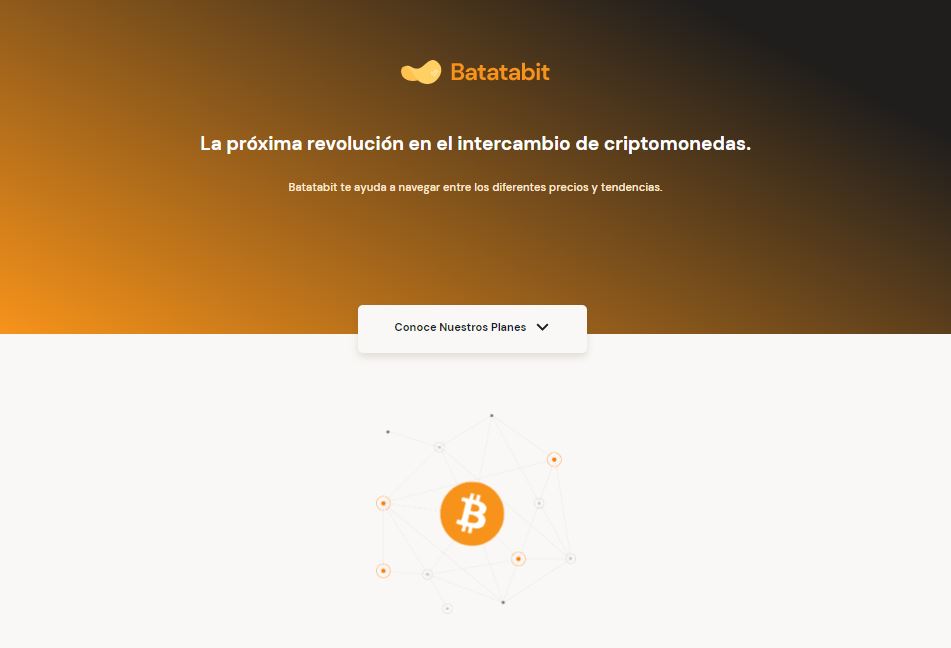 Batatabit
La próxima revolución en el intercambio de criptomonedas.
Batatabit te ayuda a navegar entre los diferentes precios y tendencias.
Conoce Nuestros Planes